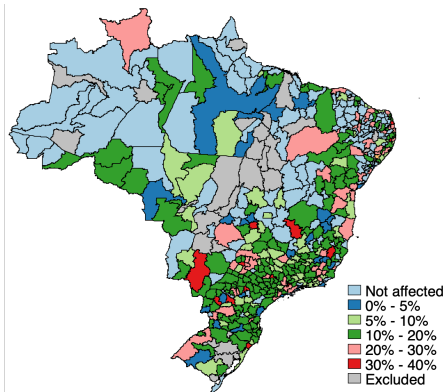 Not affected
0% - 5%
5% - 10%
10% - 20%
20% - 30%
30% - 40%
Excluded